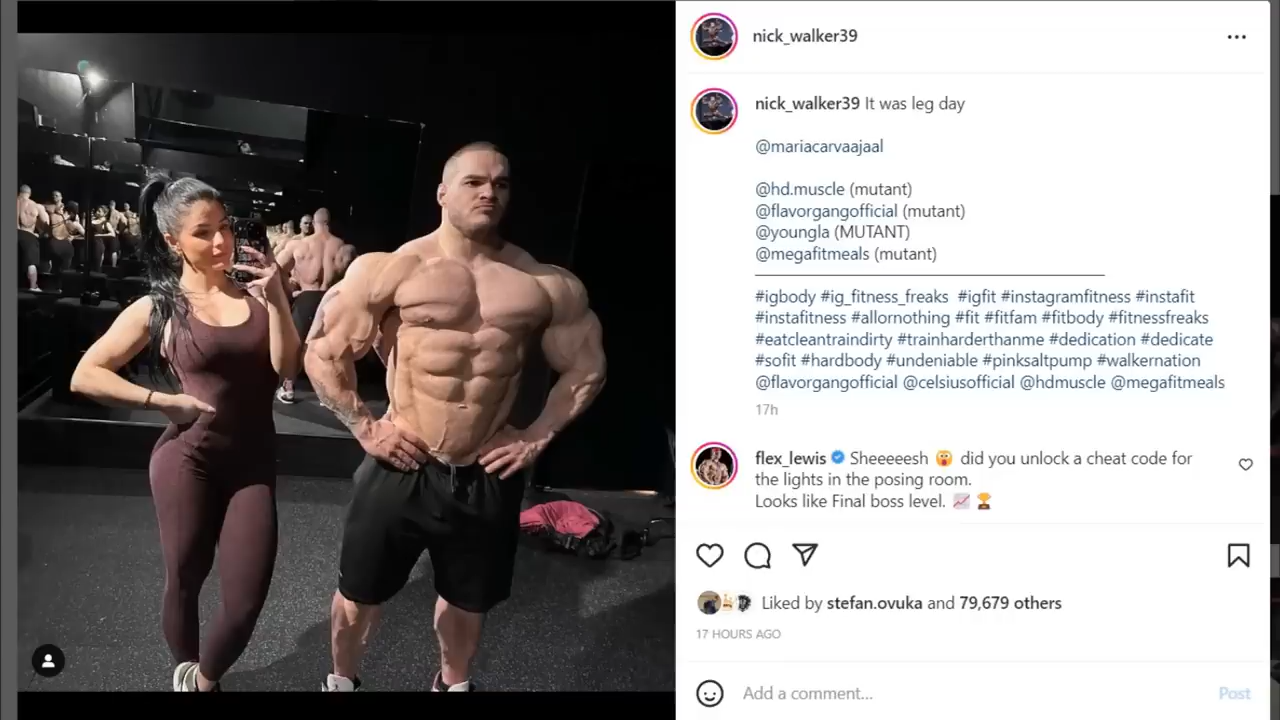 nick_walker39
nick_walker39 It was leg day
@mariacarvaajaal
@hd.muscle (mutant)
@flavorgangofficial (mutant)
@youngla (MUTANT)
@megafitmeals (mutant)
#igbody #ig_fitness_freaks #igfit #instagramfitness #instafit
#instafitness #allornothing #fit #fitfam #fitbody #fitnessfreaks
#eatcleantraindirty #trainharderthanme #dedication #dedicate
#sofit #hardbody #undeniable #pinksaltpump #walkernation
@flavorgangofficial @celsiusofficial @hdmuscle @megafitmeals
17h
flex_lewis Sheeeeesh 😱 did you unlock a cheat code for
the lights in the posing room.
Looks like Final boss level. 📈 🏆
Liked by stefan.ovuka and 79,679 others
17 HOURS AGO
Add a comment...
Post